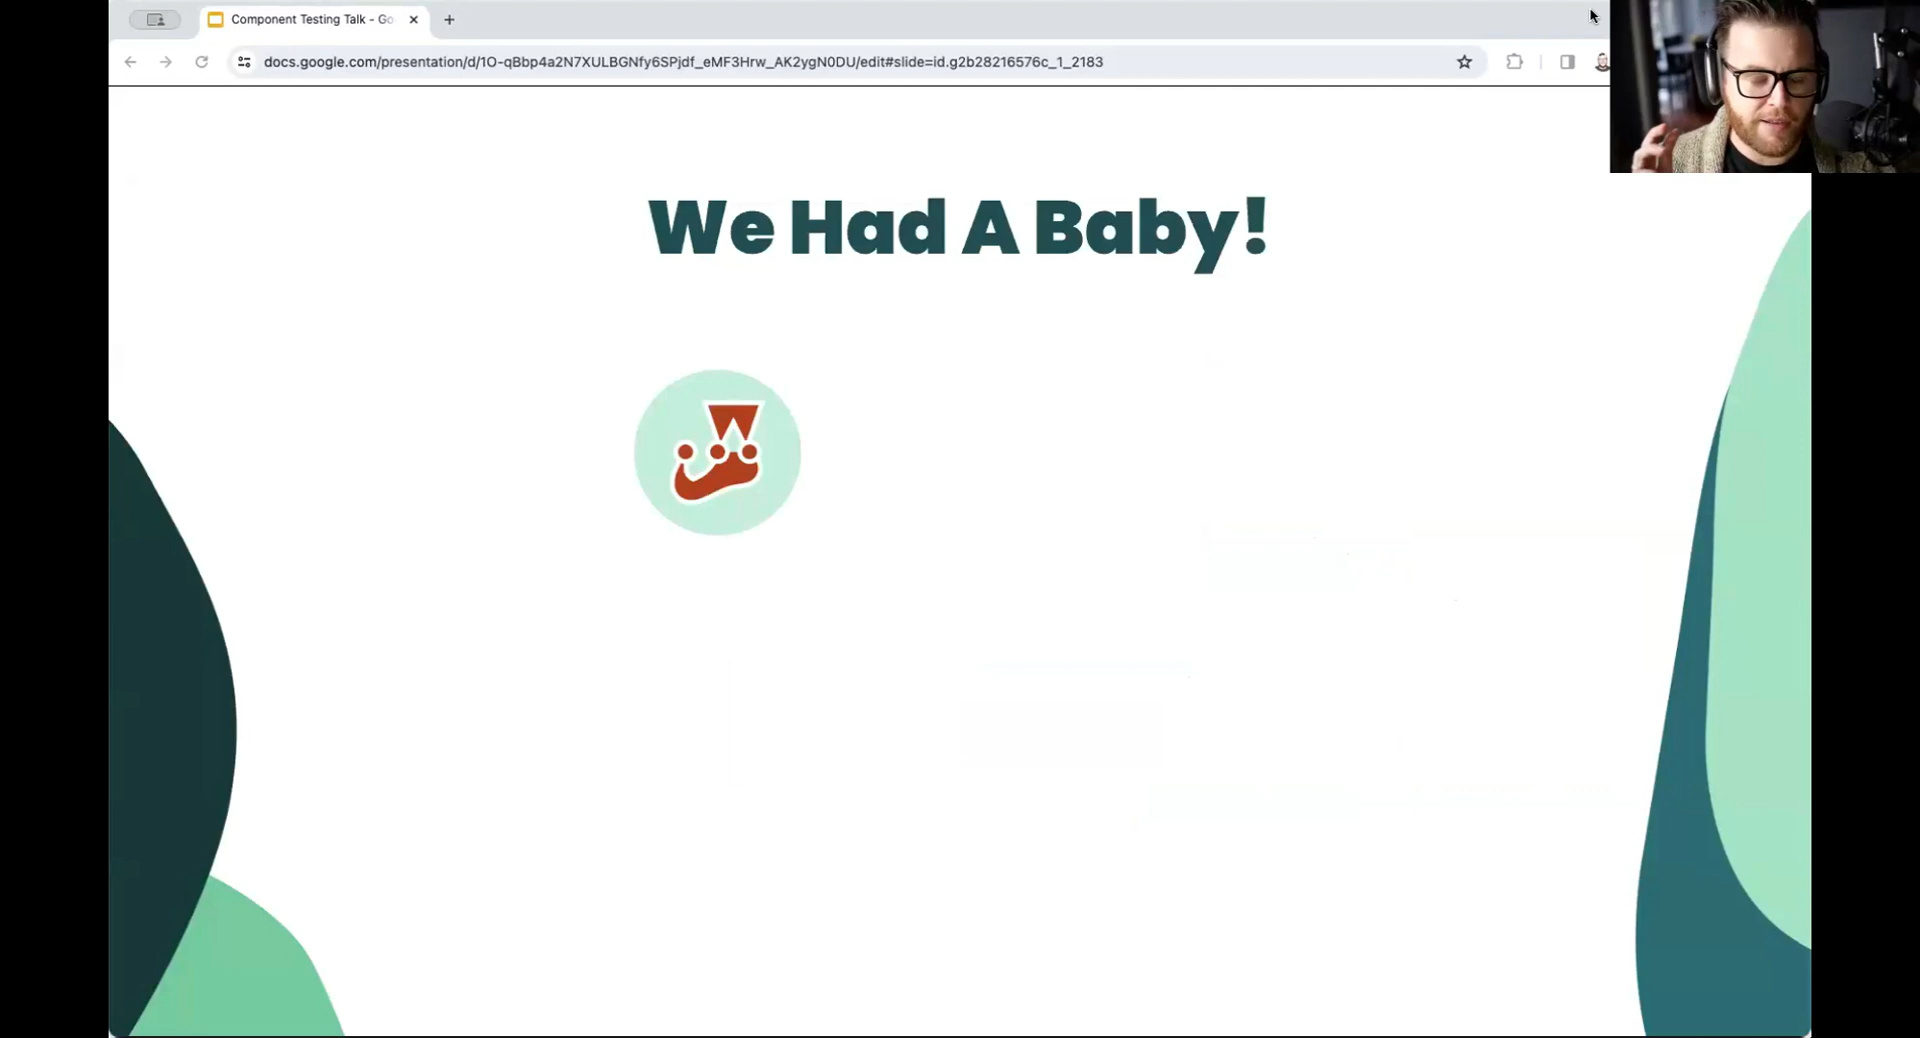 Component Testing Talk - Go
docs.google.com/presentation/d/1O-qBbp4a2N7XULBGNfy6SPjdf_eMF3Hrw_AK2ygN0DU/edit#slide=id.g2b28216576c_1_2183
We Had A Baby!